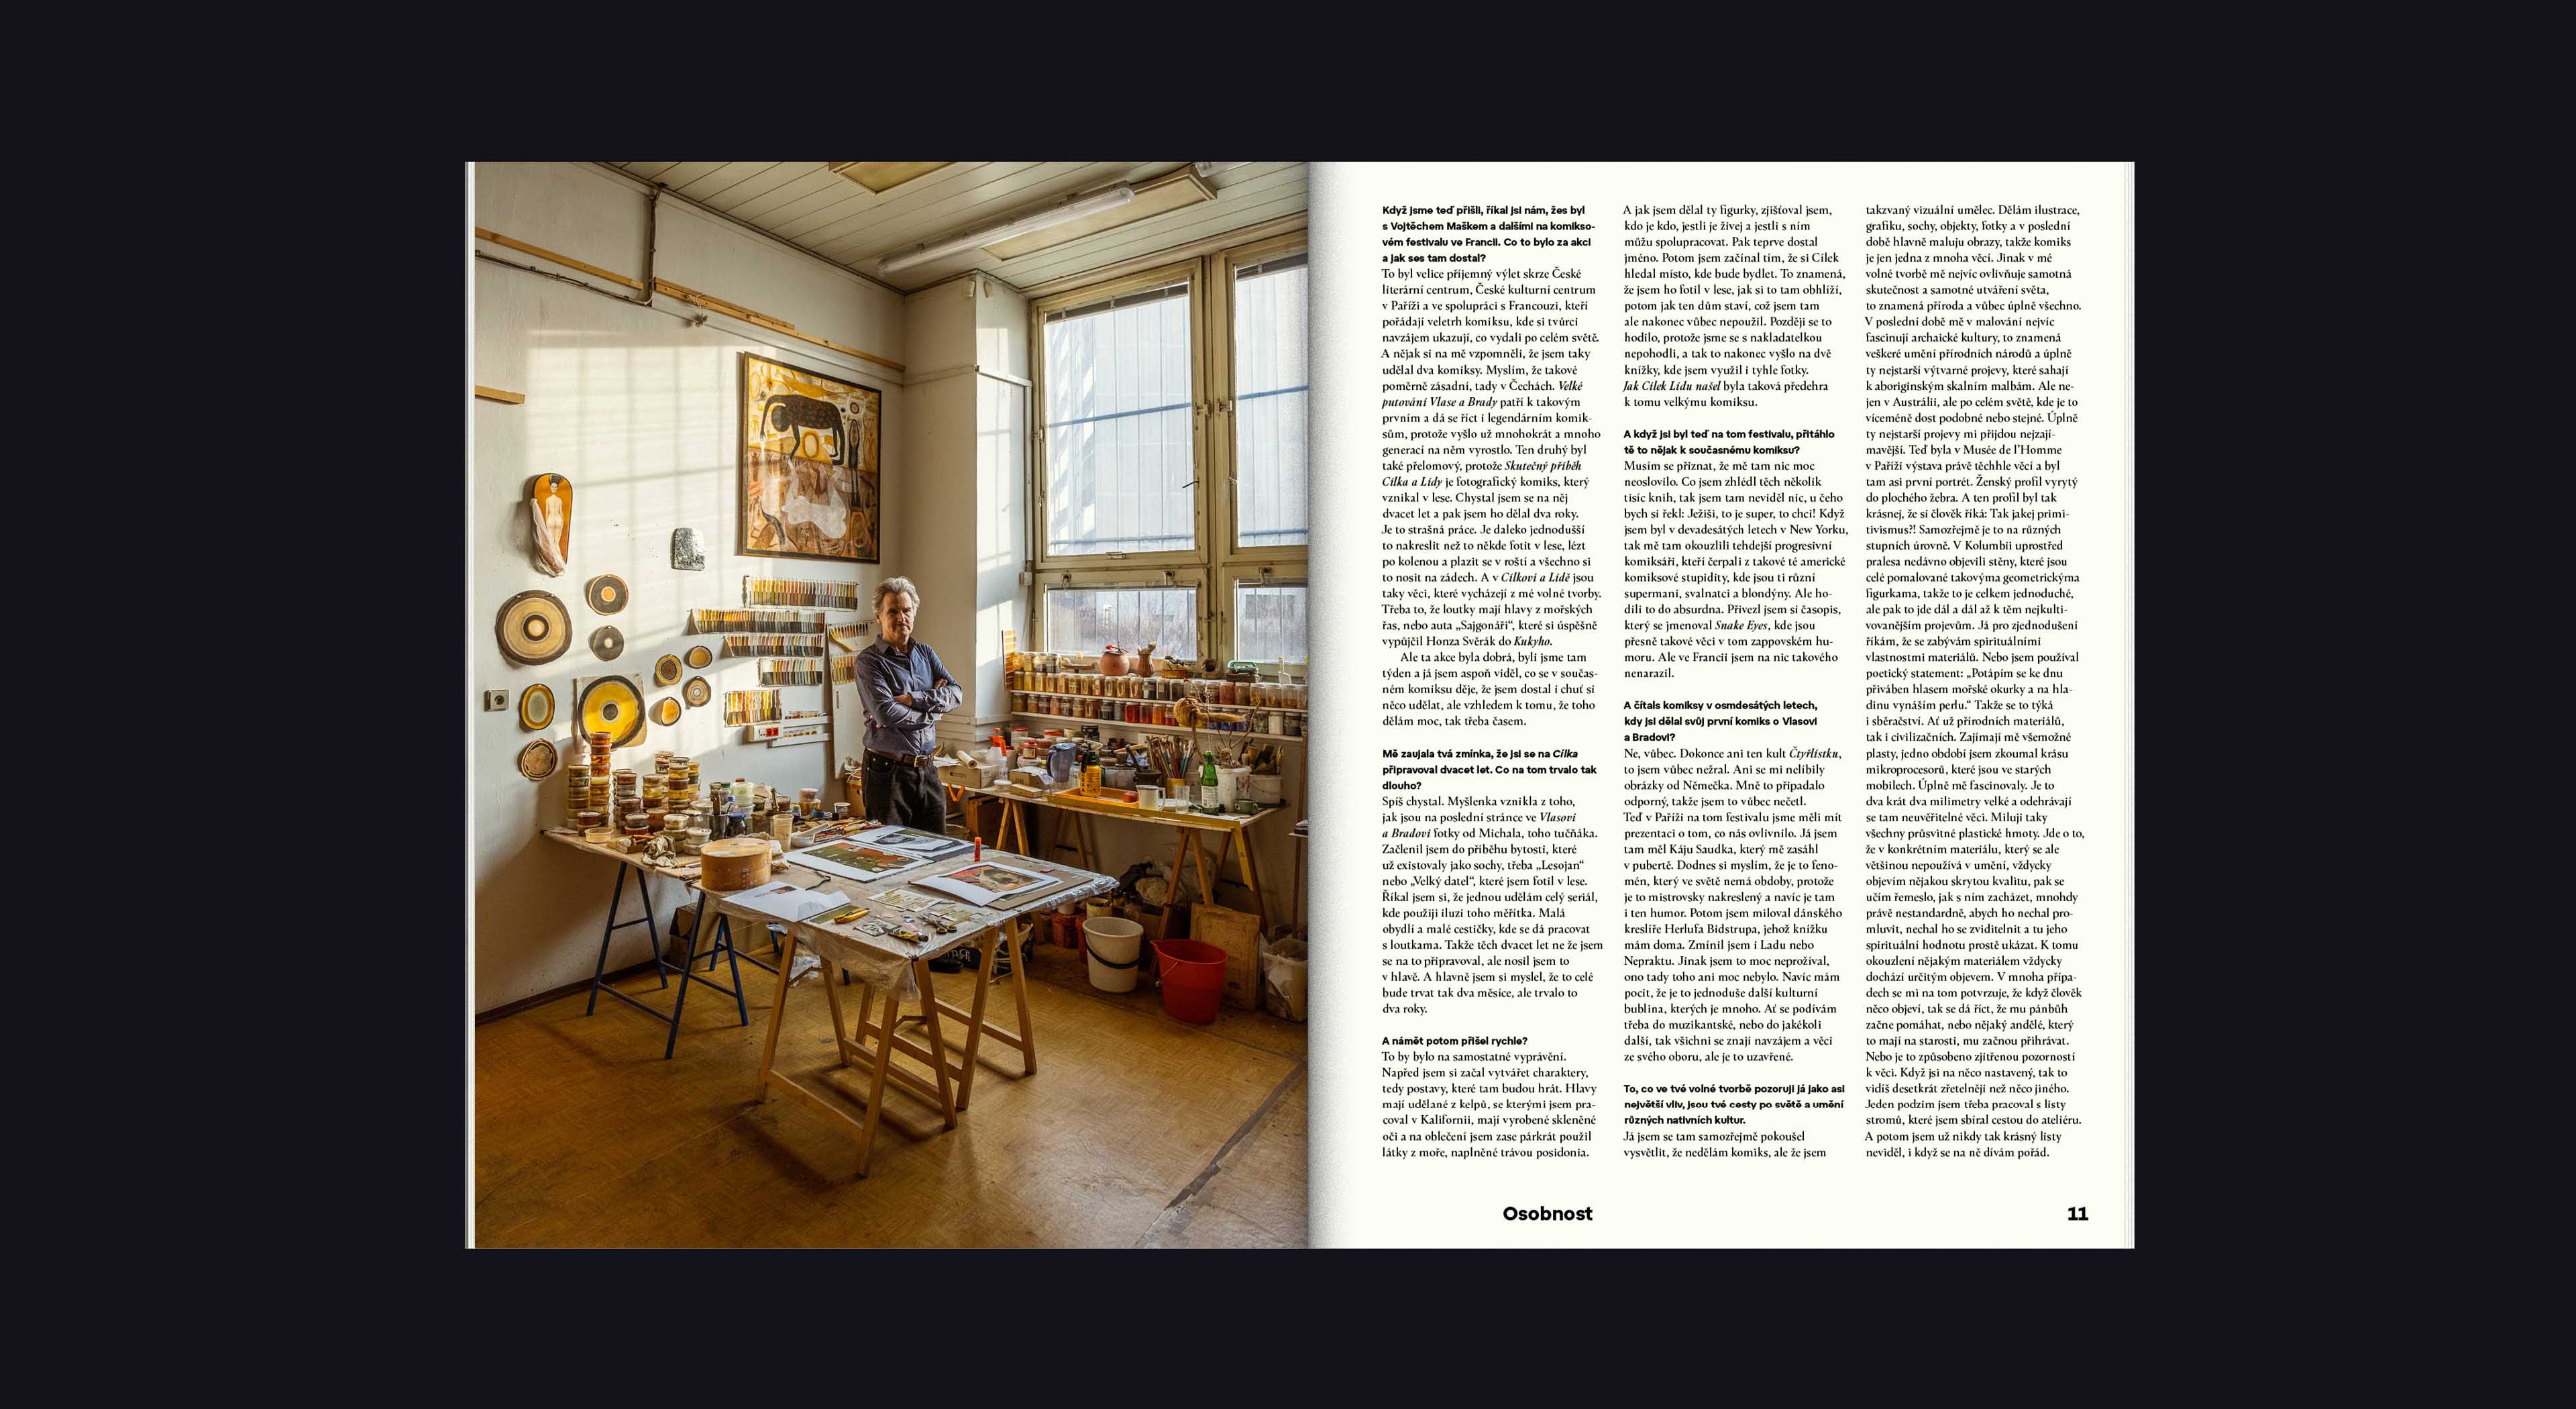 Když jsme teď přišli, říkal jsi nám, žes byl
s Vojtěchem Maškem a dalšími na komikso-
vém festivalu ve Francii. Co to bylo za akci
a jak ses tam dostal?
To byl velice příjemný výlet skrze České
literární centrum, České kulturní centrum
v Paříži a ve spolupráci s Francouzi, kteří
pořádají veletrh komiksu, kde si tvůrci
navzájem ukazují, co vydali po celém světě.
A nějak si na mě vzpomněli, že jsem taky
udělal dva komiksy. Myslím, že takové
poměrně zásadní, tady v Čechách. Velké
putování Vlase a Brady patří k takovým
prvním a dá se říct i legendárním komik-
sům, protože vyšlo už mnohokrát a mnoho
generací na něm vyrostlo. Ten druhý byl
také přelomový, protože Skutečný příběh
Cílka a Lídy je fotografický komiks, který
vznikal v lese. Chystal jsem se na něj
dvacet let a pak jsem ho dělal dva roky.
Je to strašná práce. Je daleko jednodušší
to nakreslit než to někde fotit v lese, lézt
po kolenou a plazit se v roští a všechno si
to nosit na zádech. A v Cílkovi a Lídě jsou
taky věci, které vycházejí z mé volné tvorby.
Třeba to, že loutky mají hlavy z mořských
řas, nebo auta „Sajgonáři“, které si úspěšně
vypůjčil Honza Svěrák do Kukyho.
Ale ta akce byla dobrá, byli jsme tam
týden a já jsem aspoň viděl, co se v součas-
ném komiksu děje, že jsem dostal i chuť si
něco udělat, ale vzhledem k tomu, že toho
dělám moc, tak třeba časem.
Mě zaujala tvá zmínka, že jsi se na Cílka
připravoval dvacet let. Co na tom trvalo tak
dlouho?
Spíš chystal. Myšlenka vznikla z toho,
jak jsou na poslední stránce ve Vlasovi
a Bradovi fotky od Michala, toho tučňáka.
Začlenil jsem do příběhu bytosti, které
už existovaly jako sochy, třeba „Lesojan“
nebo „Velký datel“, které jsem fotil v lese.
Říkal jsem si, že jednou udělám celý seriál,
kde použiji iluzi toho měřítka. Malá
obydlí a malé cestičky, kde se dá pracovat
s loutkama. Takže těch dvacet let ne že jsem
se na to připravoval, ale nosil jsem to
v hlavě. A hlavně jsem si myslel, že to celé
bude trvat tak dva měsíce, ale trvalo to
dva roky.
A námět potom přišel rychle?
To by bylo na samostatné vyprávění.
Napřed jsem si začal vytvářet charaktery,
tedy postavy, které tam budou hrát. Hlavy
mají udělané z kelpů, se kterými jsem pra-
coval v Kalifornii, mají vyrobené skleněné
oči a na oblečení jsem zase párkrát použil
látky z moře, naplněné trávou posidonia.
A jak jsem dělal ty figurky, zjišťoval jsem,
kdo je kdo, jestli je živej a jestli s ním
můžu spolupracovat. Pak teprve dostal
jméno. Potom jsem začínal tím, že si Cílek
hledal místo, kde bude bydlet. To znamená,
že jsem ho fotil v lese, jak si to tam obhlíží,
potom jak ten dům staví, což jsem tam
ale nakonec vůbec nepoužil. Později se to
hodilo, protože jsme se s nakladatelkou
nepohodli, a tak to nakonec vyšlo na dvě
knížky, kde jsem využil i tyhle fotky.
Jak Cílek Lídu našel byla taková předehra
k tomu velkýmu komiksu.
A když jsi byl teď na tom festivalu, přitáhlo
tě to nějak k současnému komiksu?
Musím se přiznat, že mě tam nic moc
neoslovilo. Co jsem zhlédl těch několik
tisíc knih, tak jsem tam neviděl nic, u čeho
bych si řekl: Ježiši, to je super, to chci! Když
jsem byl v devadesátých letech v New Yorku,
tak mě tam okouzlili tehdejší progresivní
komiksáři, kteří čerpali z takové té americké
komiksové stupidity, kde jsou ti různí
supermani, svalnatci a blondýny. Ale ho-
dili to do absurdna. Přivezl jsem si časopis,
který se jmenoval Snake Eyes, kde jsou
přesně takové věci v tom zappovském hu-
moru. Ale ve Francii jsem na nic takového
nenarazil.
A čítals komiksy v osmdesátých letech,
kdy jsi dělal svůj první komiks o Vlasovi
a Bradovi?
Ne, vůbec. Dokonce ani ten kult Čtyřlístku,
to jsem vůbec nežral. Ani se mi nelíbily
obrázky od Němečka. Mně to připadalo
odporný, takže jsem to vůbec nečetl.
Teď v Paříži na tom festivalu jsme měli mít
prezentaci o tom, co nás ovlivnilo. Já jsem
tam měl Káju Saudka, který mě zasáhl
v pubertě. Dodnes si myslím, že je to feno-
mén, který ve světě nemá obdoby, protože
je to mistrovsky nakreslený a navíc je tam
i ten humor. Potom jsem miloval dánského
kreslíře Herlufa Bidstrupa, jehož knížku
mám doma. Zmínil jsem i Ladu nebo
Nepraktu. Jinak jsem to moc neprožíval,
ono tady toho ani moc nebylo. Navíc mám
pocit, že je to jednoduše další kulturní
bublina, kterých je mnoho. Ať se podívám
třeba do muzikantské, nebo do jakékoli
další, tak všichni se znají navzájem a věci
ze svého oboru, ale je to uzavřené.
To, co ve tvé volné tvorbě pozoruji já jako asi
největší vliv, jsou tvé cesty po světě a umění
různých nativních kultur.
Já jsem se tam samozřejmě pokoušel
vysvětlit, že nedělám komiks, ale že jsem
takzvaný vizuální umělec. Dělám ilustrace,
grafiku, sochy, objekty, fotky a v poslední
době hlavně maluju obrazy, takže komiks
je jen jedna z mnoha věcí. Jinak v mé
volné tvorbě mě nejvíc ovlivňuje samotná
skutečnost a samotné utváření světa,
to znamená příroda a vůbec úplně všechno.
V poslední době mě v malování nejvíc
fascinují archaické kultury, to znamená
veškeré umění přírodních národů a úplně
ty nejstarší výtvarné projevy, které sahají
k aboriginským skalním malbám. Ale ne-
jen v Austrálii, ale po celém světě, kde je to
víceméně dost podobné nebo stejné. Úplně
ty nejstarší projevy mi přijdou nejzají-
mavější. Teď byla v Musée de l’Homme
v Paříži výstava právě těchhle věcí a byl
tam asi první portrét. Ženský profil vyrytý
do plochého žebra. A ten profil byl tak
krásnej, že si člověk říká: Tak jakej primi-
tivismus?! Samozřejmě je to na různých
stupních úrovně. V Kolumbii uprostřed
pralesa nedávno objevili stěny, které jsou
celé pomalované takovýma geometrickýma
figurkama, takže to je celkem jednoduché,
ale pak to jde dál a dál až k těm nejkulti-
vovanějším projevům. Já pro zjednodušení
říkám, že se zabývám spirituálními
vlastnostmi materiálů. Nebo jsem používal
poetický statement: „Potápím se ke dnu
přiváben hlasem mořské okurky a na hla-
dinu vynáším perlu.“ Takže se to týká
i sběračství. Ať už přírodních materiálů,
tak i civilizačních. Zajímají mě všemožné
plasty, jedno období jsem zkoumal krásu
mikroprocesorů, které jsou ve starých
mobilech. Úplně mě fascinovaly. Je to
dva krát dva milimetry velké a odehrávají
se tam neuvěřitelné věci. Miluji taky
všechny průsvitné plastické hmoty. Jde o to,
že v konkrétním materiálu, který se ale
většinou nepoužívá v umění, vždycky
objevím nějakou skrytou kvalitu, pak se
učím řemeslo, jak s ním zacházet, mnohdy
právě nestandardně, abych ho nechal pro-
mluvit, nechal ho se zviditelnit a tu jeho
spirituální hodnotu prostě ukázat. K tomu
okouzlení nějakým materiálem vždycky
dochází určitým objevem. V mnoha přípa-
dech se mi na tom potvrzuje, že když člověk
něco objeví, tak se dá říct, že mu pánbůh
začne pomáhat, nebo nějaký andělé, který
to mají na starosti, mu začnou přihrávat.
Nebo je to způsobeno zjitřenou pozorností
k věci. Když jsi na něco nastavený, tak to
vidíš desetkrát zřetelněji než něco jiného.
Jeden podzim jsem třeba pracoval s listy
stromů, které jsem sbíral cestou do ateliéru.
A potom jsem už nikdy tak krásný listy
neviděl, i když se na ně dívám pořád.
Osobnost
11